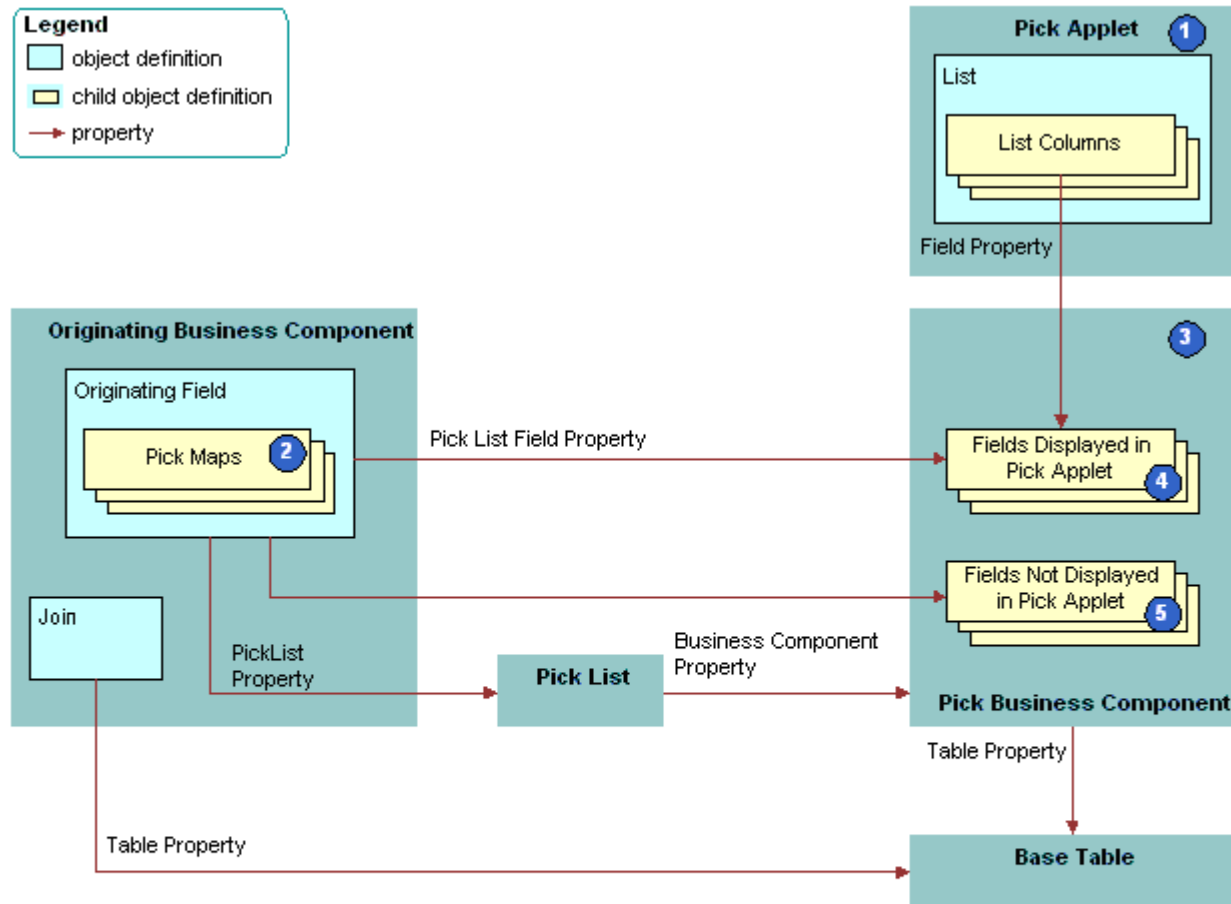 Legend
object definition
child object definition
property
Pick Applet
1
List
List Columns
Field Property
Originating Business Component
3
Originating Field
Pick Maps
2
Pick List Field Property
Fields Displayed in
Pick Applet
4
Fields Not Displayed
in Pick Applet
5
Join
PickList
Property
Pick List
Business Component
Property
Pick Business Component
Table Property
Table Property
Base Table